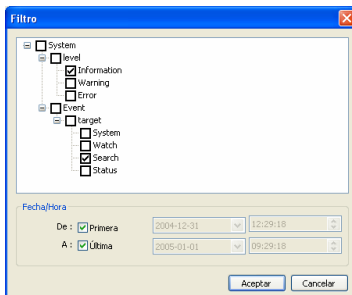 Filtro
System
level
Information
Warning
Error
Event
target
System
Watch
Search
Status
Fecha/Hora
De : Primera 2004-12-31 12:29:18
A : Última 2005-01-01 09:29:18
Aceptar Cancelar